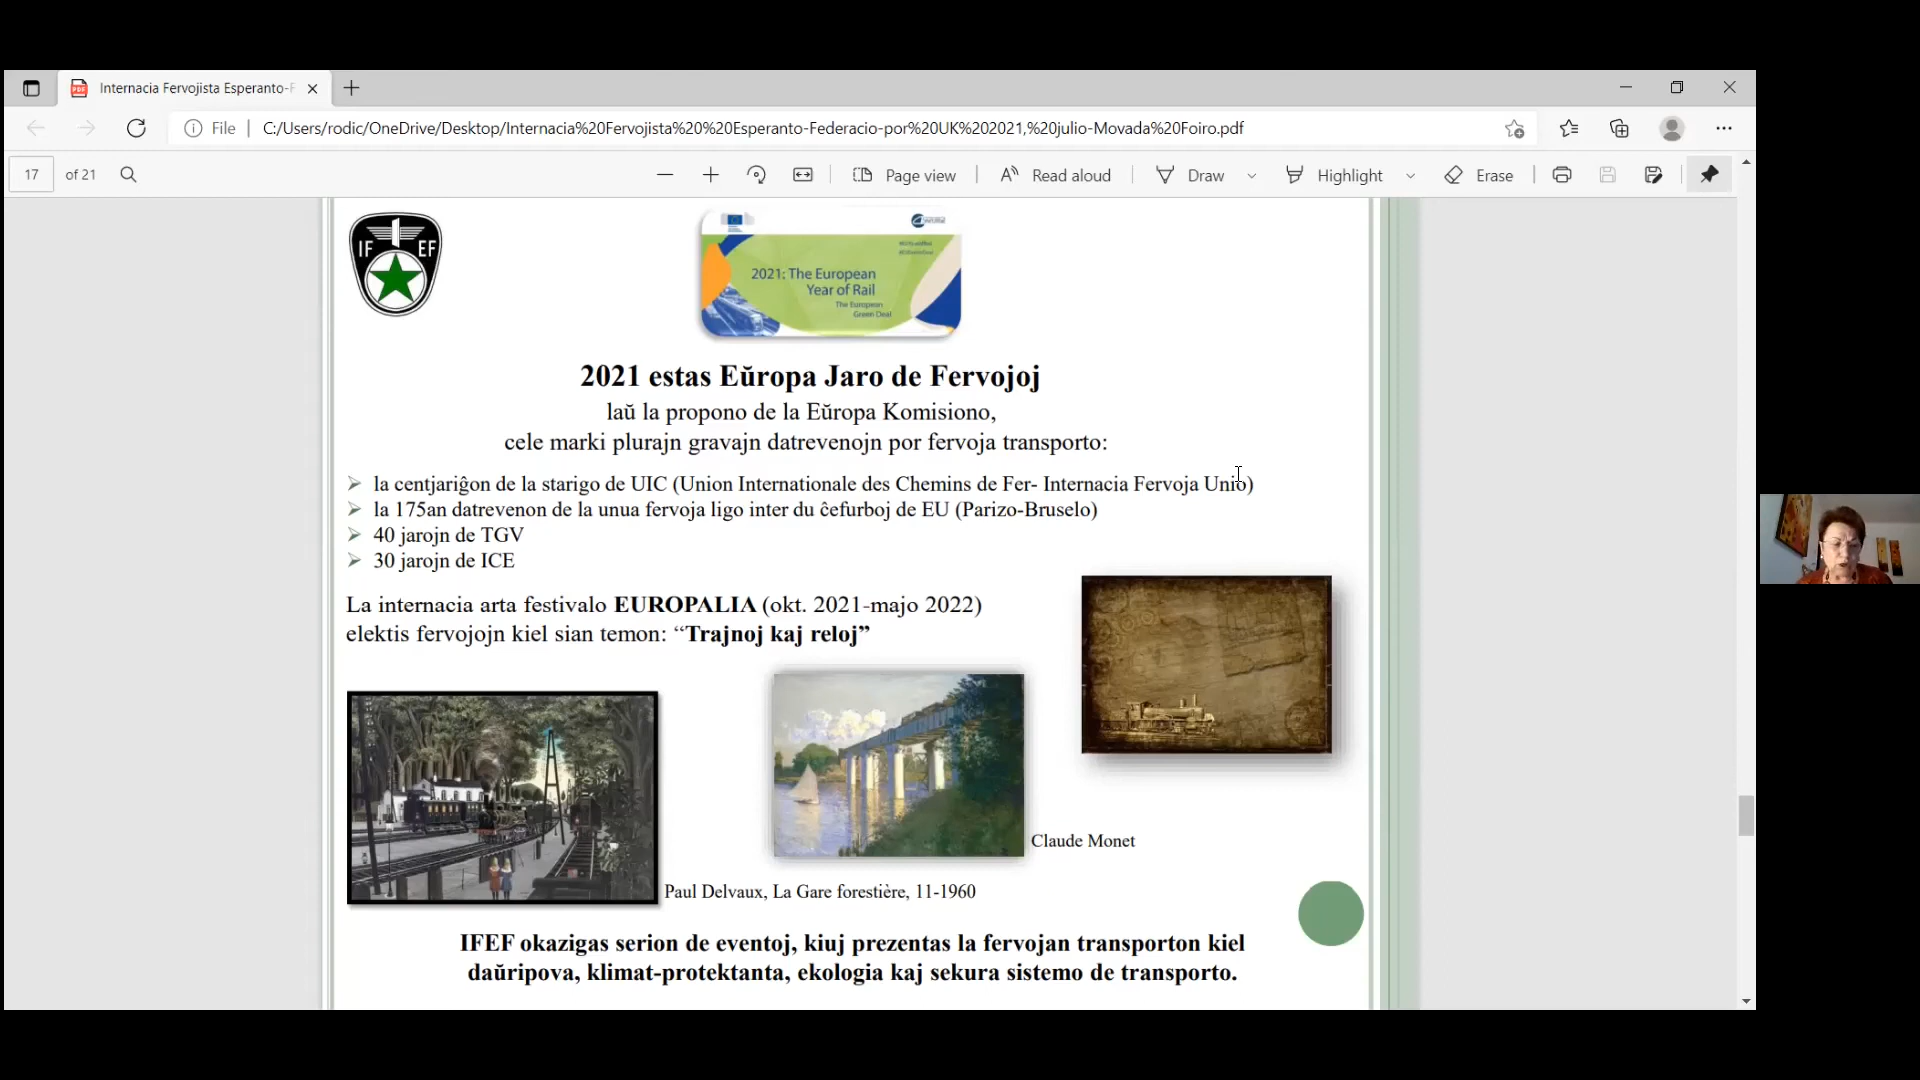 Internacia Fervojista Esperanto-F
File
C:/Users/rodic/OneDrive/Desktop/Internacia%20Fervojista%20%20Esperanto-Federacio-por%20UK%202021,%20julio-Movada%20Foiro.pdf
17 of 21
Page view
Read aloud
Draw
Highlight
Erase
IF EF
2021: The European
Year of Rail
The European
Green Deal
2021 estas Eŭropa Jaro de Fervojoj
laŭ la propono de la Eŭropa Komisiono,
cele marki plurajn gravajn datrevenojn por fervoja transporto:
la centjariĝon de la starigo de UIC (Union Internationale des Chemins de Fer- Internacia Fervoja Unio)
la 175an datrevenon de la unua fervoja ligo inter du ĉefurboj de EU (Parizo-Bruselo)
40 jarojn de TGV
30 jarojn de ICE
La internacia arta festivalo EUROPALIA (okt. 2021-majo 2022)
elektis fervojojn kiel sian temon: “Trajnoj kaj reloj”
Claude Monet
Paul Delvaux, La Gare forestière, 11-1960
IFEF okazigas serion de eventoj, kiuj prezentas la fervojan transporton kiel
daŭripova, klimat-protektanta, ekologia kaj sekura sistemo de transporto.